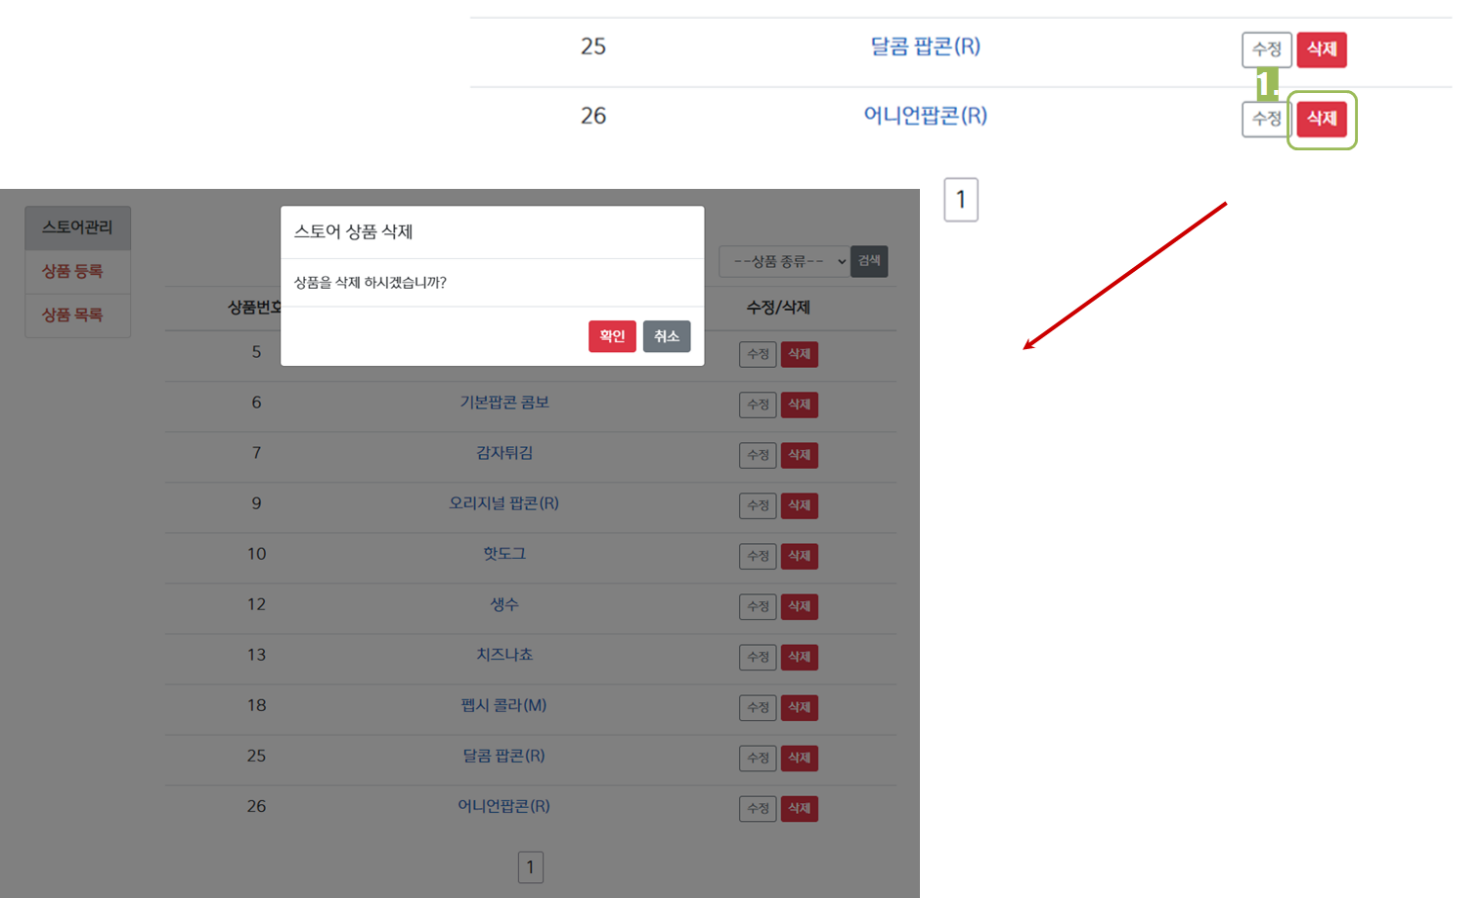 25 달콤 팝콘(R) 수정 삭제
1.
26 어니언팝콘(R) 수정 삭제
1
스토어관리
상품 등록
상품 목록
스토어 상품 삭제
상품을 삭제 하시겠습니까?
확인 취소
--상품 종류-- 검색
상품번호 수정/삭제
5 수정 삭제
6 기본팝콘 콤보 수정 삭제
7 감자튀김 수정 삭제
9 오리지널 팝콘(R) 수정 삭제
10 핫도그 수정 삭제
12 생수 수정 삭제
13 치즈나쵸 수정 삭제
18 펩시 콜라(M) 수정 삭제
25 달콤 팝콘(R) 수정 삭제
26 어니언팝콘(R) 수정 삭제
1